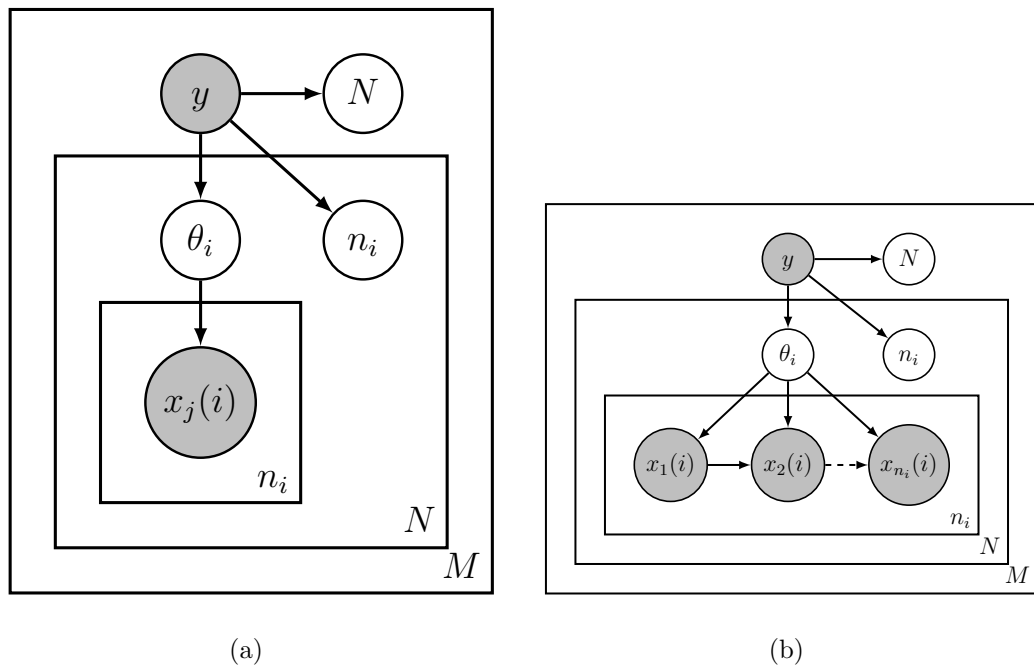 y N
θ_i n_i
x_j(i)
n_i
N
M
(a)
y N
θ_i n_i
x_1(i) x_2(i) x_{n_i}(i)
n_i
N
M
(b)